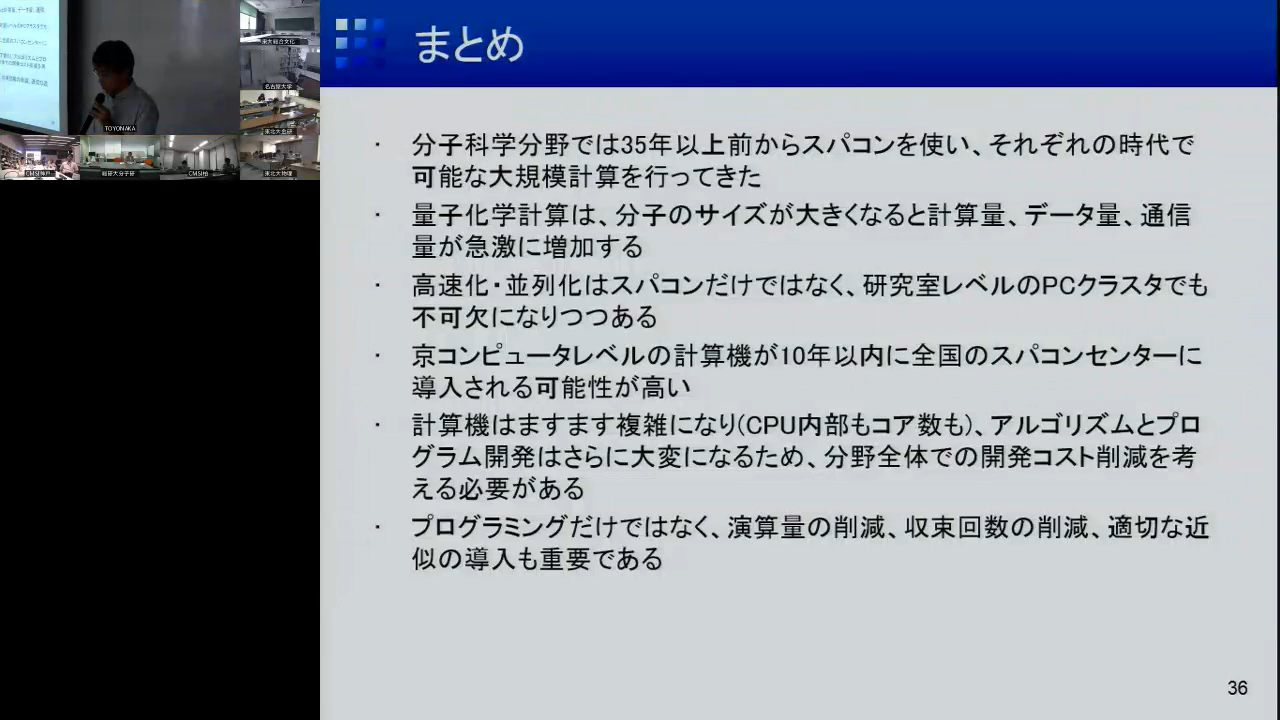 まとめ
・ 分子科学分野では35年以上前からスパコンを使い、それぞれの時代で
可能な大規模計算を行ってきた
・ 量子化学計算は、分子のサイズが大きくなると計算量、データ量、通信
量が急激に増加する
・ 高速化・並列化はスパコンだけではなく、研究室レベルのPCクラスタでも
不可欠になりつつある
・ 京コンピュータレベルの計算機が10年以内に全国のスパコンセンターに
導入される可能性が高い
・ 計算機はますます複雑になり(CPU内部もコア数も)、アルゴリズムとプロ
グラム開発はさらに大変になるため、分野全体での開発コスト削減を考
える必要がある
・ プログラミングだけではなく、演算量の削減、収束回数の削減、適切な近
似の導入も重要である
36
TOYONAKA
東大総合文化
名古屋大学
東北大金研
CMSI神戸
総研大分子研
CMSI柏
東北大物理